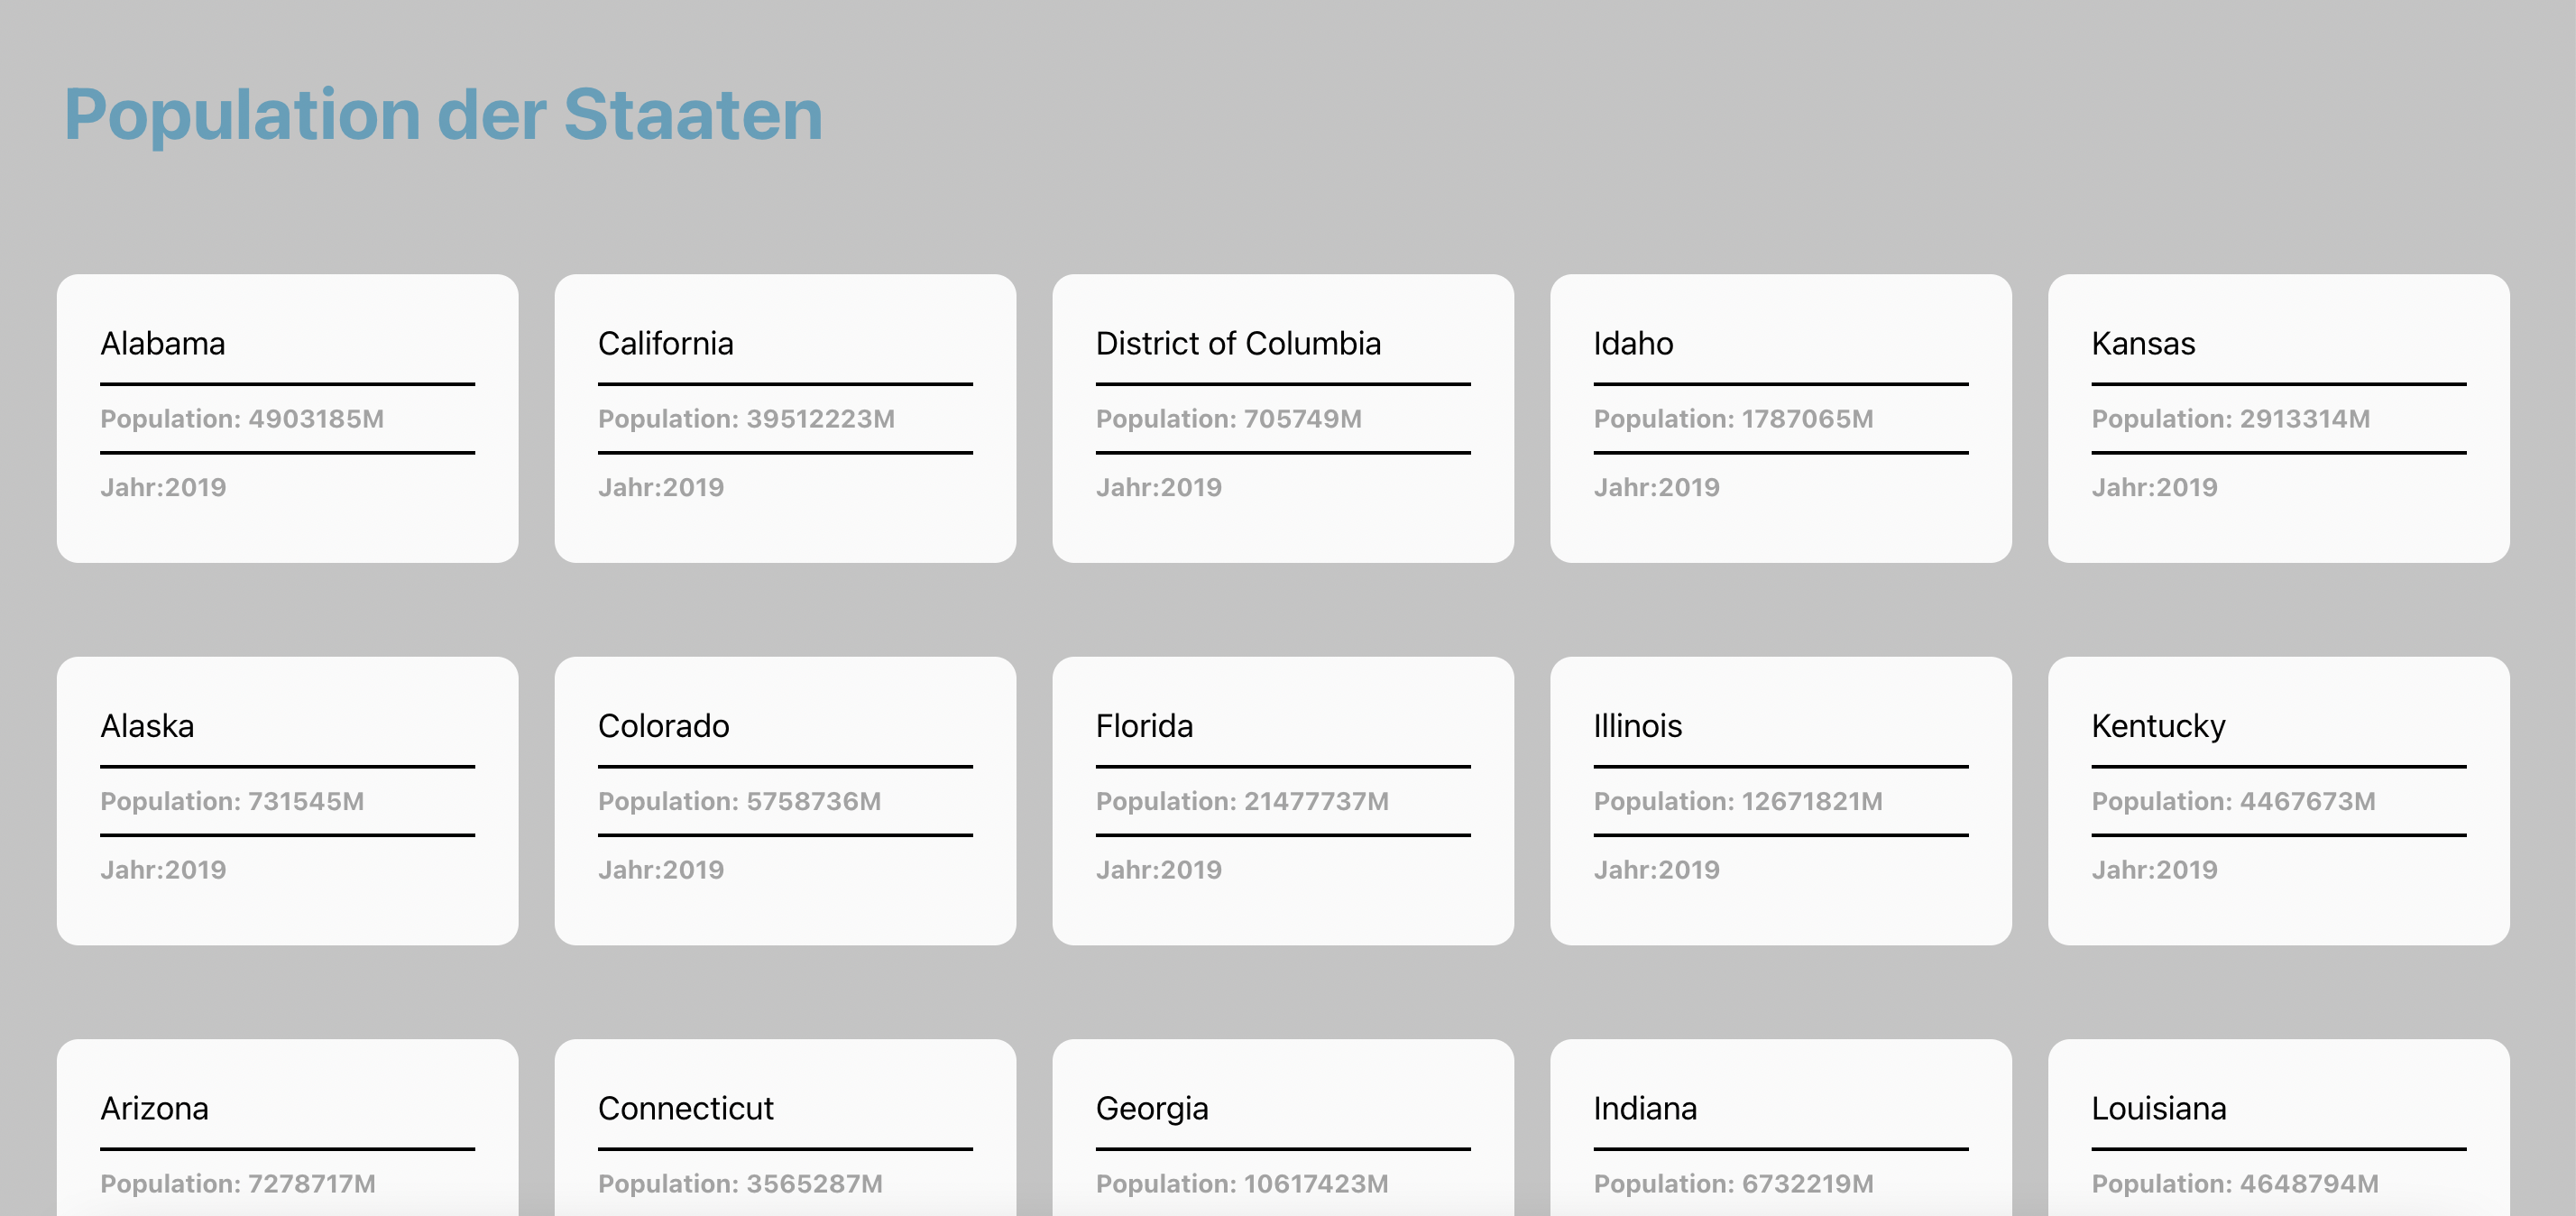 Population der Staaten
Alabama
Population: 4903185M
Jahr:2019
California
Population: 39512223M
Jahr:2019
District of Columbia
Population: 705749M
Jahr:2019
Idaho
Population: 1787065M
Jahr:2019
Kansas
Population: 2913314M
Jahr:2019
Alaska
Population: 731545M
Jahr:2019
Colorado
Population: 5758736M
Jahr:2019
Florida
Population: 21477737M
Jahr:2019
Illinois
Population: 12671821M
Jahr:2019
Kentucky
Population: 4467673M
Jahr:2019
Arizona
Population: 7278717M
Connecticut
Population: 3565287M
Georgia
Population: 10617423M
Indiana
Population: 6732219M
Louisiana
Population: 4648794M